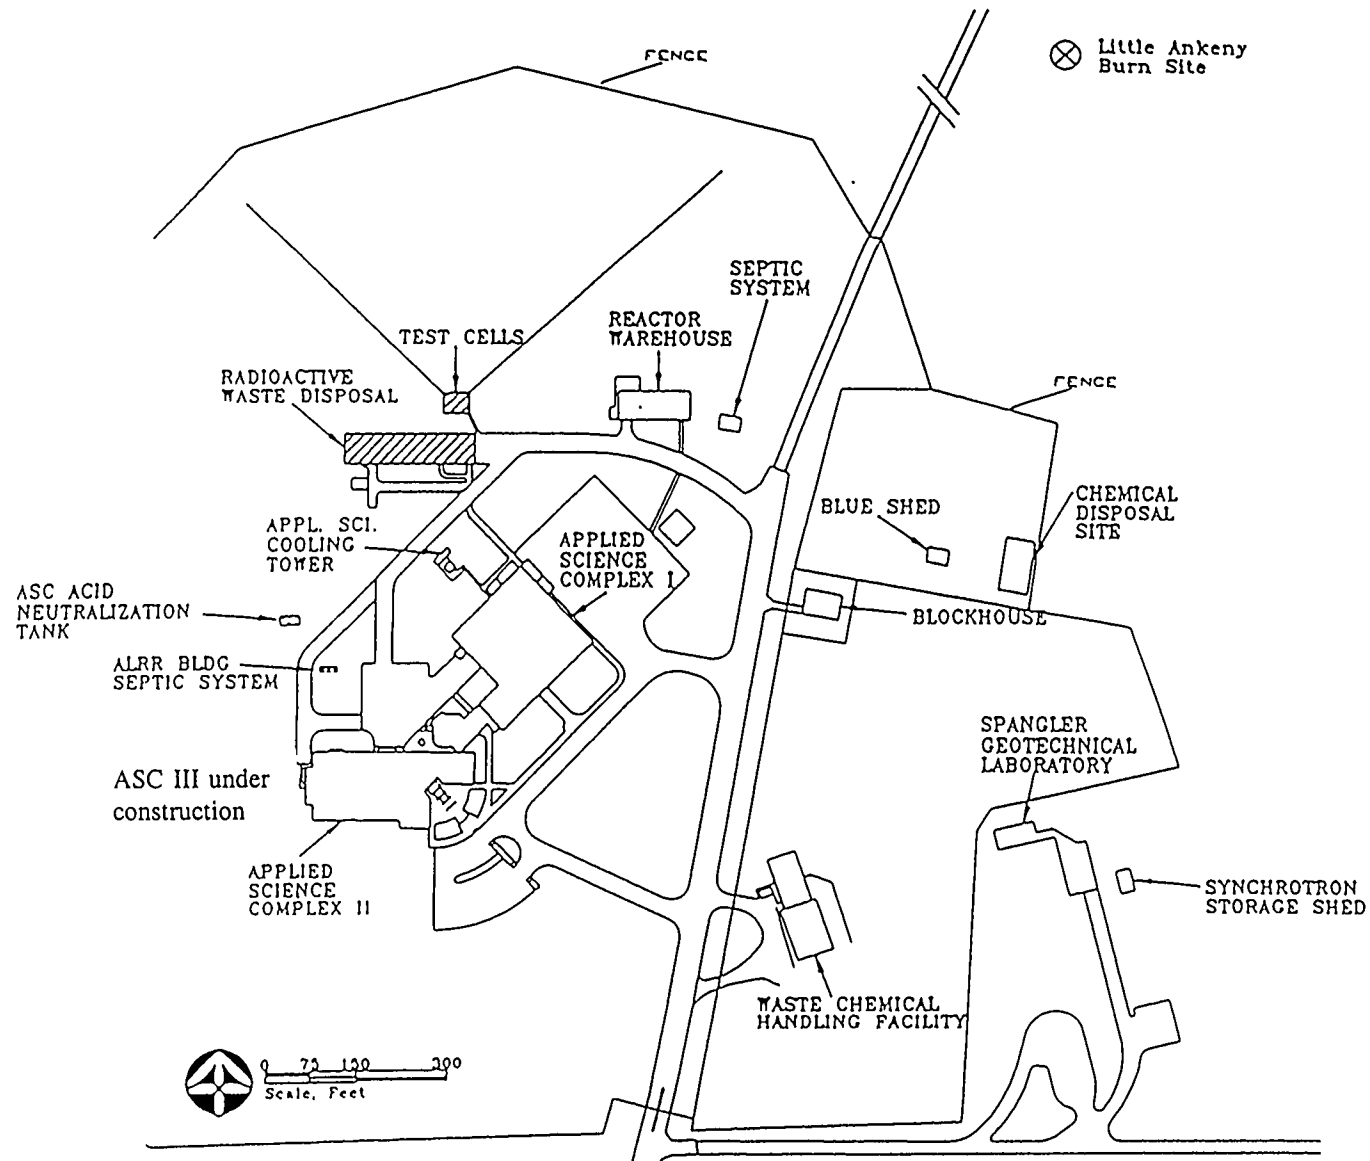 FENCE
Little Ankeny
Burn Site
SEPTIC
SYSTEM
REACTOR
WAREHOUSE
TEST CELLS
RADIOACTIVE
WASTE DISPOSAL
FENCE
CHEMICAL
DISPOSAL
SITE
BLUE SHED
APPL. SCI.
COOLING
TOWER
APPLIED
SCIENCE
COMPLEX I
ASC ACID
NEUTRALIZATION
TANK
BLOCKHOUSE
ALRR BLDG
SEPTIC SYSTEM
SPANGLER
GEOTECHNICAL
LABORATORY
ASC III under
construction
APPLIED
SCIENCE
COMPLEX II
SYNCHROTRON
STORAGE SHED
WASTE CHEMICAL
HANDLING FACILITY
0 75 150 300
Scale, Feet